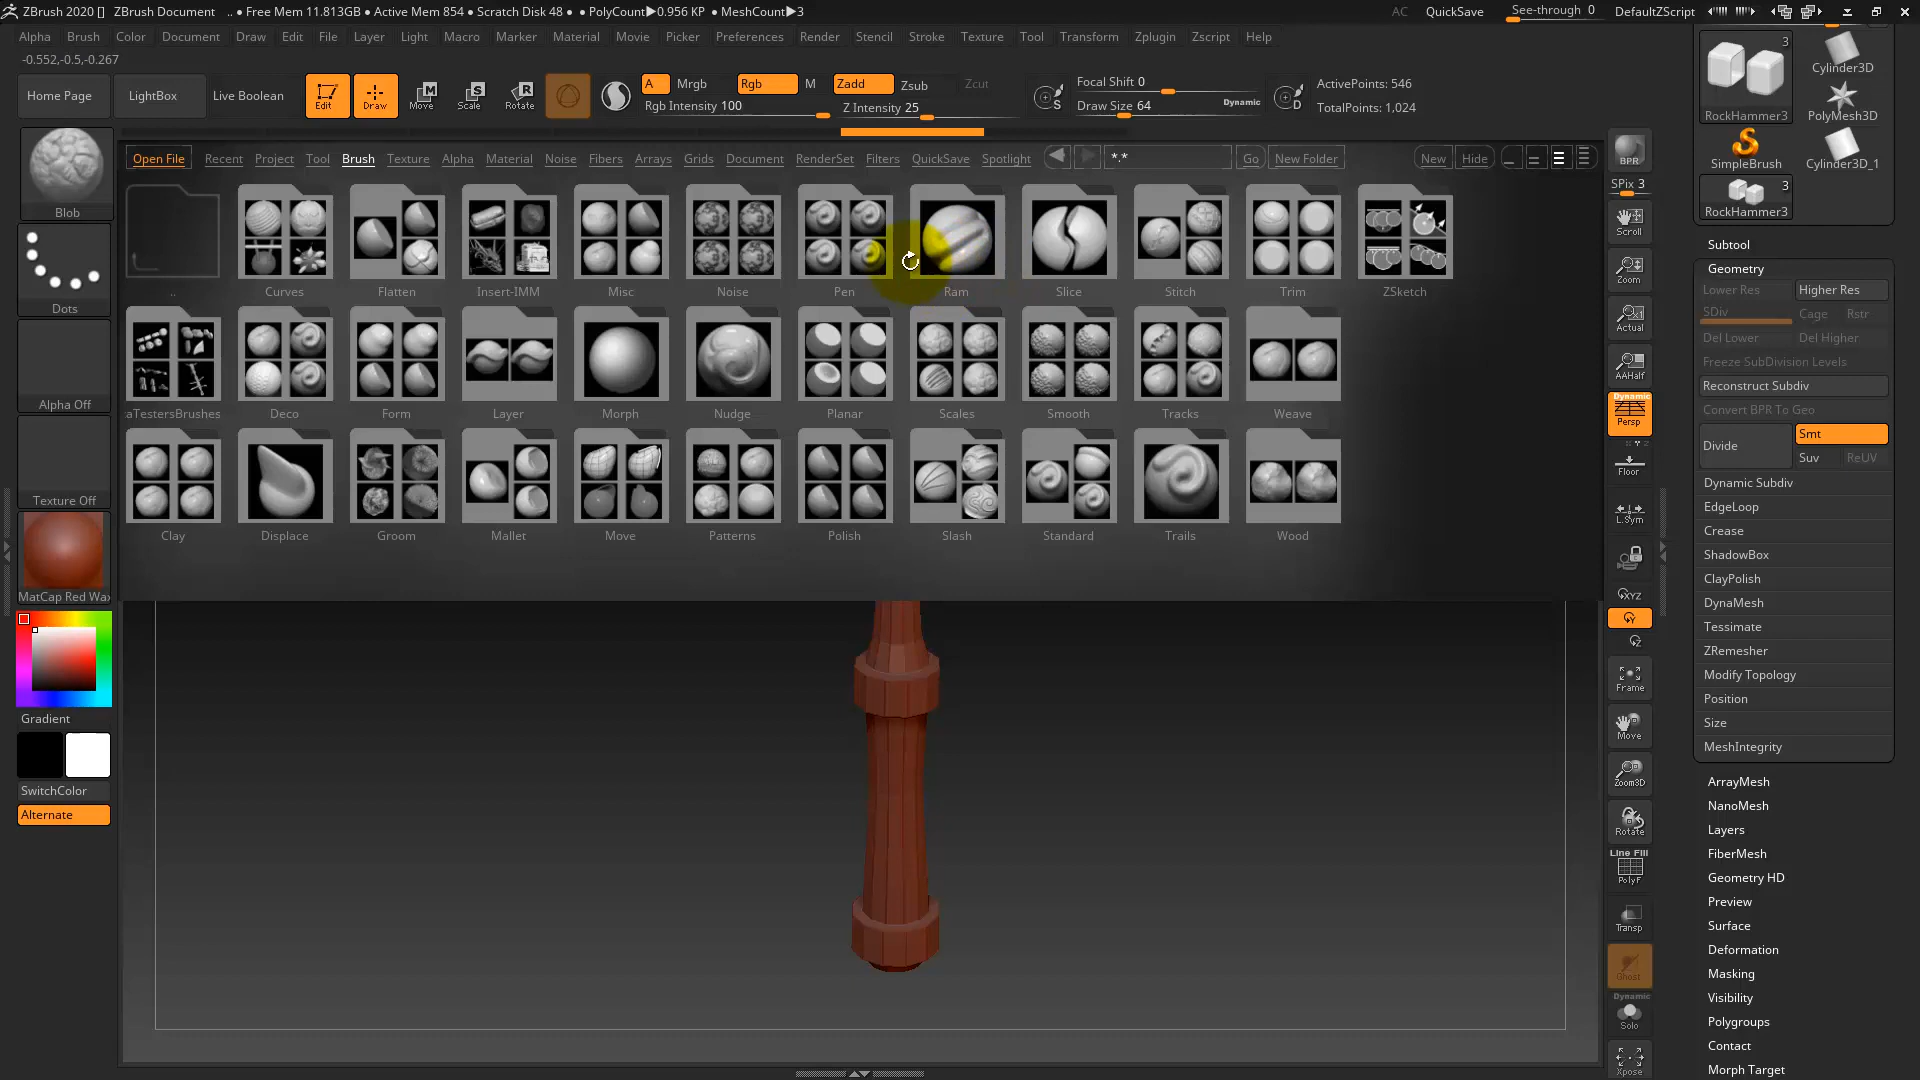 ZBrush 2020 [] ZBrush Document .. • Free Mem 11.813GB • Active Mem 854 • Scratch Disk 48 • • PolyCount▶0.956 KP • MeshCount▶3 AC QuickSave See-through 0 DefaultZScript
Alpha Brush Color Document Draw Edit File Layer Light Macro Marker Material Movie Picker Preferences Render Stencil Stroke Texture Tool Transform Zplugin Zscript Help
-0.552,-0.5,-0.267
Home Page LightBox Live Boolean Edit Draw Move Scale Rotate
A Mrgb Rgb M Zadd Zsub Zcut
Rgb Intensity 100 Z Intensity 25
Focal Shift 0
Draw Size 64 Dynamic
ActivePoints: 546
TotalPoints: 1,024
Open File Recent Project Tool Brush Texture Alpha Material Noise Fibers Arrays Grids Document RenderSet Filters QuickSave Spotlight *.* Go New Folder New Hide
.. Curves Flatten Insert-IMM Misc Noise Pen Ram Slice Stitch Trim ZSketch
aTestersBrushes Deco Form Layer Morph Nudge Planar Scales Smooth Tracks Weave
Clay Displace Groom Mallet Move Patterns Polish Slash Standard Trails Wood
Blob
Dots
Alpha Off
Texture Off
MatCap Red Wax
Gradient
SwitchColor
Alternate
BPR
SPix 3
Scroll
Zoom
Actual
AAHalf
Dynamic
Persp
Floor
L.Sym
XYZ
Y
Z
Frame
Move
Zoom3D
Rotate
Line Fill
PolyF
Transp
Ghost
Dynamic
Solo
Xpose
3
RockHammer3
Cylinder3D
PolyMesh3D
SimpleBrush
Cylinder3D_1
3
RockHammer3
Subtool
Geometry
Lower Res Higher Res
SDiv Cage Rstr
Del Lower Del Higher
Freeze SubDivision Levels
Reconstruct Subdiv
Convert BPR To Geo
Divide Smt
Suv ReUV
Dynamic Subdiv
EdgeLoop
Crease
ShadowBox
ClayPolish
DynaMesh
Tessimate
ZRemesher
Modify Topology
Position
Size
MeshIntegrity
ArrayMesh
NanoMesh
Layers
FiberMesh
Geometry HD
Preview
Surface
Deformation
Masking
Visibility
Polygroups
Contact
Morph Target